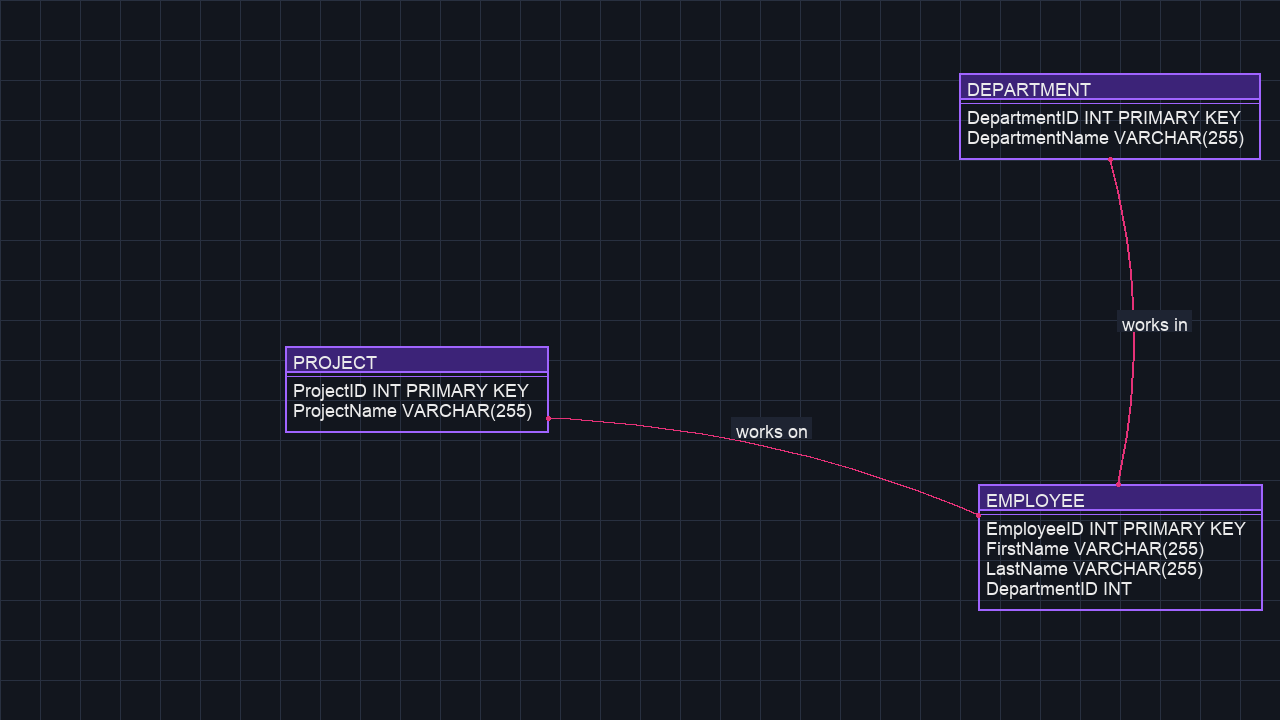 DEPARTMENT
DepartmentID INT PRIMARY KEY
DepartmentName VARCHAR(255)
works in
PROJECT
ProjectID INT PRIMARY KEY
ProjectName VARCHAR(255)
works on
EMPLOYEE
EmployeeID INT PRIMARY KEY
FirstName VARCHAR(255)
LastName VARCHAR(255)
DepartmentID INT